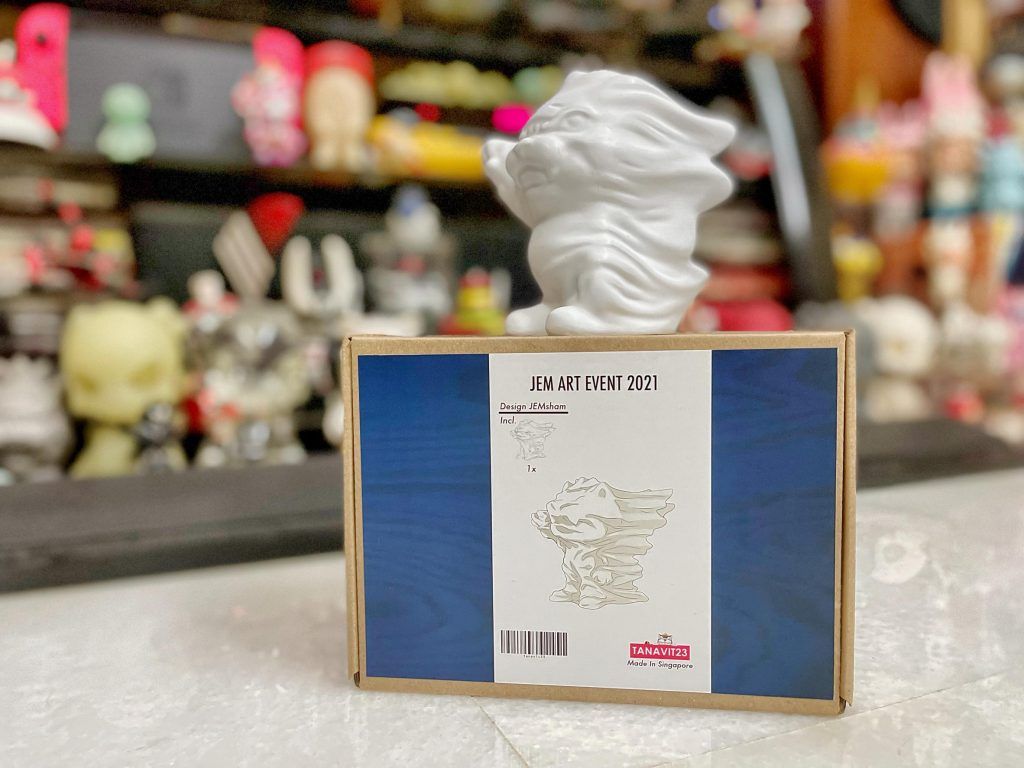 JEM ART EVENT 2021
Design JEMsham
Incl.
1x
TANAVIT23
Made In Singapore